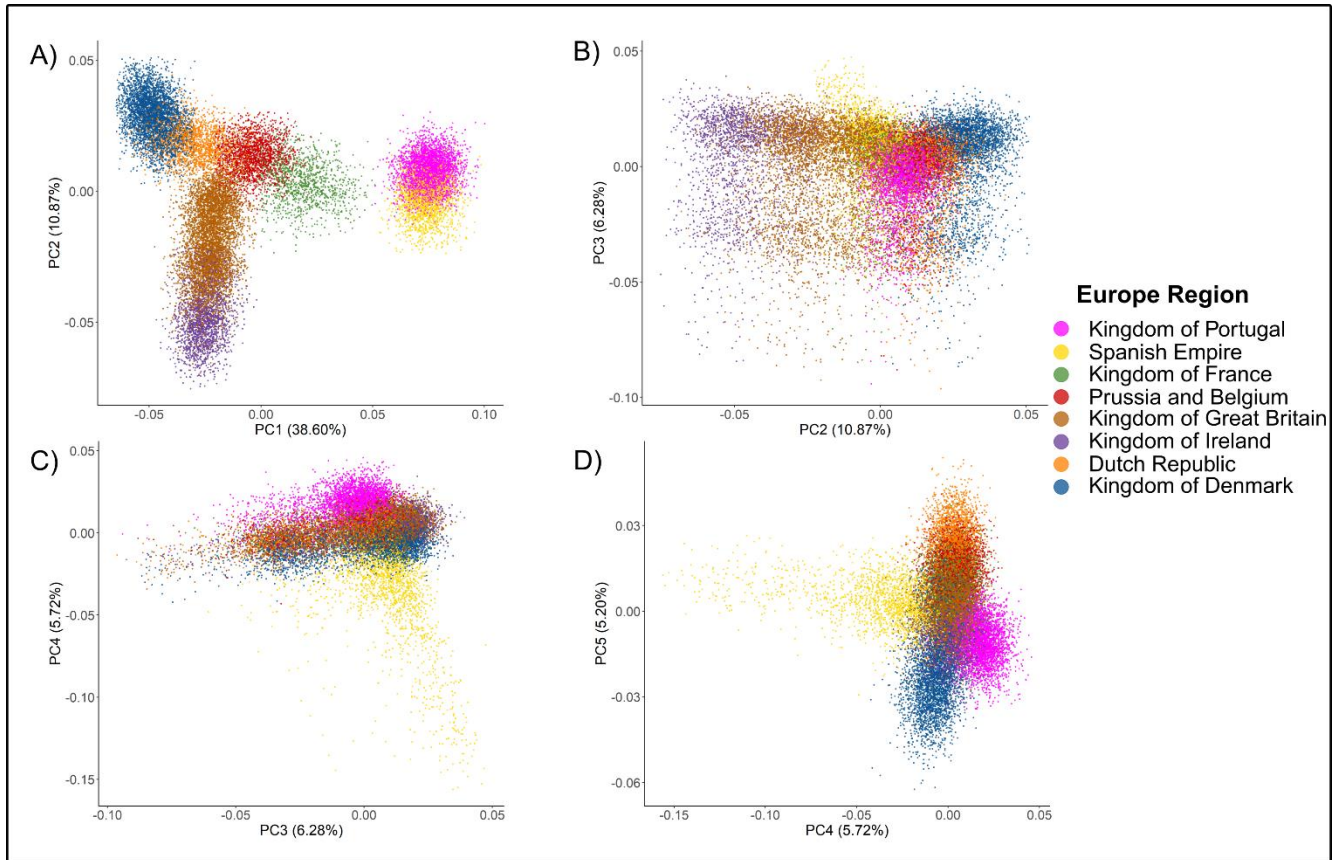 A)
0.05
0.00
-0.05
PC2 (10.87%)
-0.05
0.00
0.05
0.10
PC1 (38.60%)
B)
0.05
0.00
-0.05
-0.10
PC3 (6.28%)
-0.05
0.00
0.05
PC2 (10.87%)
C)
0.05
0.00
-0.05
-0.10
-0.15
PC4 (5.72%)
-0.10
-0.05
0.00
0.05
PC3 (6.28%)
D)
0.03
0.00
-0.03
-0.06
PC5 (5.20%)
-0.15
-0.10
-0.05
0.00
0.05
PC4 (5.72%)
Europe Region
Kingdom of Portugal
Spanish Empire
Kingdom of France
Prussia and Belgium
Kingdom of Great Britain
Kingdom of Ireland
Dutch Republic
Kingdom of Denmark